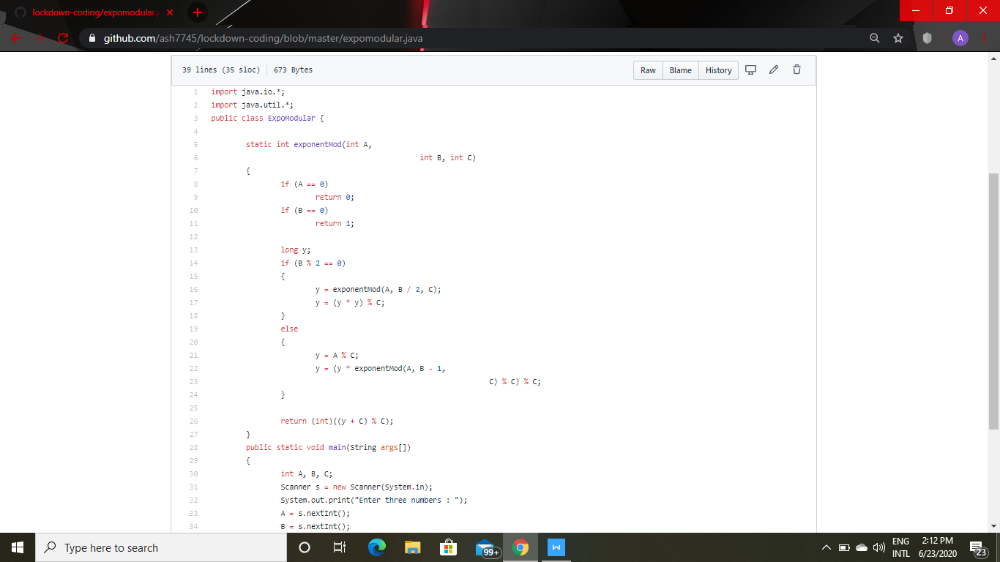 lockdown-coding/expomodular.j
github.com/ash7745/lockdown-coding/blob/master/expomodular.java
A
39 lines (35 sloc) 673 Bytes
Raw Blame History
1 import java.io.*;
2 import java.util.*;
3 public class ExpoModular {
4
5 static int exponentMod(int A,
6 int B, int C)
7 {
8 if (A == 0)
9 return 0;
10 if (B == 0)
11 return 1;
12
13 long y;
14 if (B % 2 == 0)
15 {
16 y = exponentMod(A, B / 2, C);
17 y = (y * y) % C;
18 }
19 else
20 {
21 y = A % C;
22 y = (y * exponentMod(A, B - 1,
23 C) % C) % C;
24 }
25
26 return (int)((y + C) % C);
27 }
28 public static void main(String args[])
29 {
30 int A, B, C;
31 Scanner s = new Scanner(System.in);
32 System.out.print("Enter three numbers : ");
33 A = s.nextInt();
34 B = s.nextInt();
Type here to search
99+
W
ENG
INTL
2:12 PM
6/23/2020
23